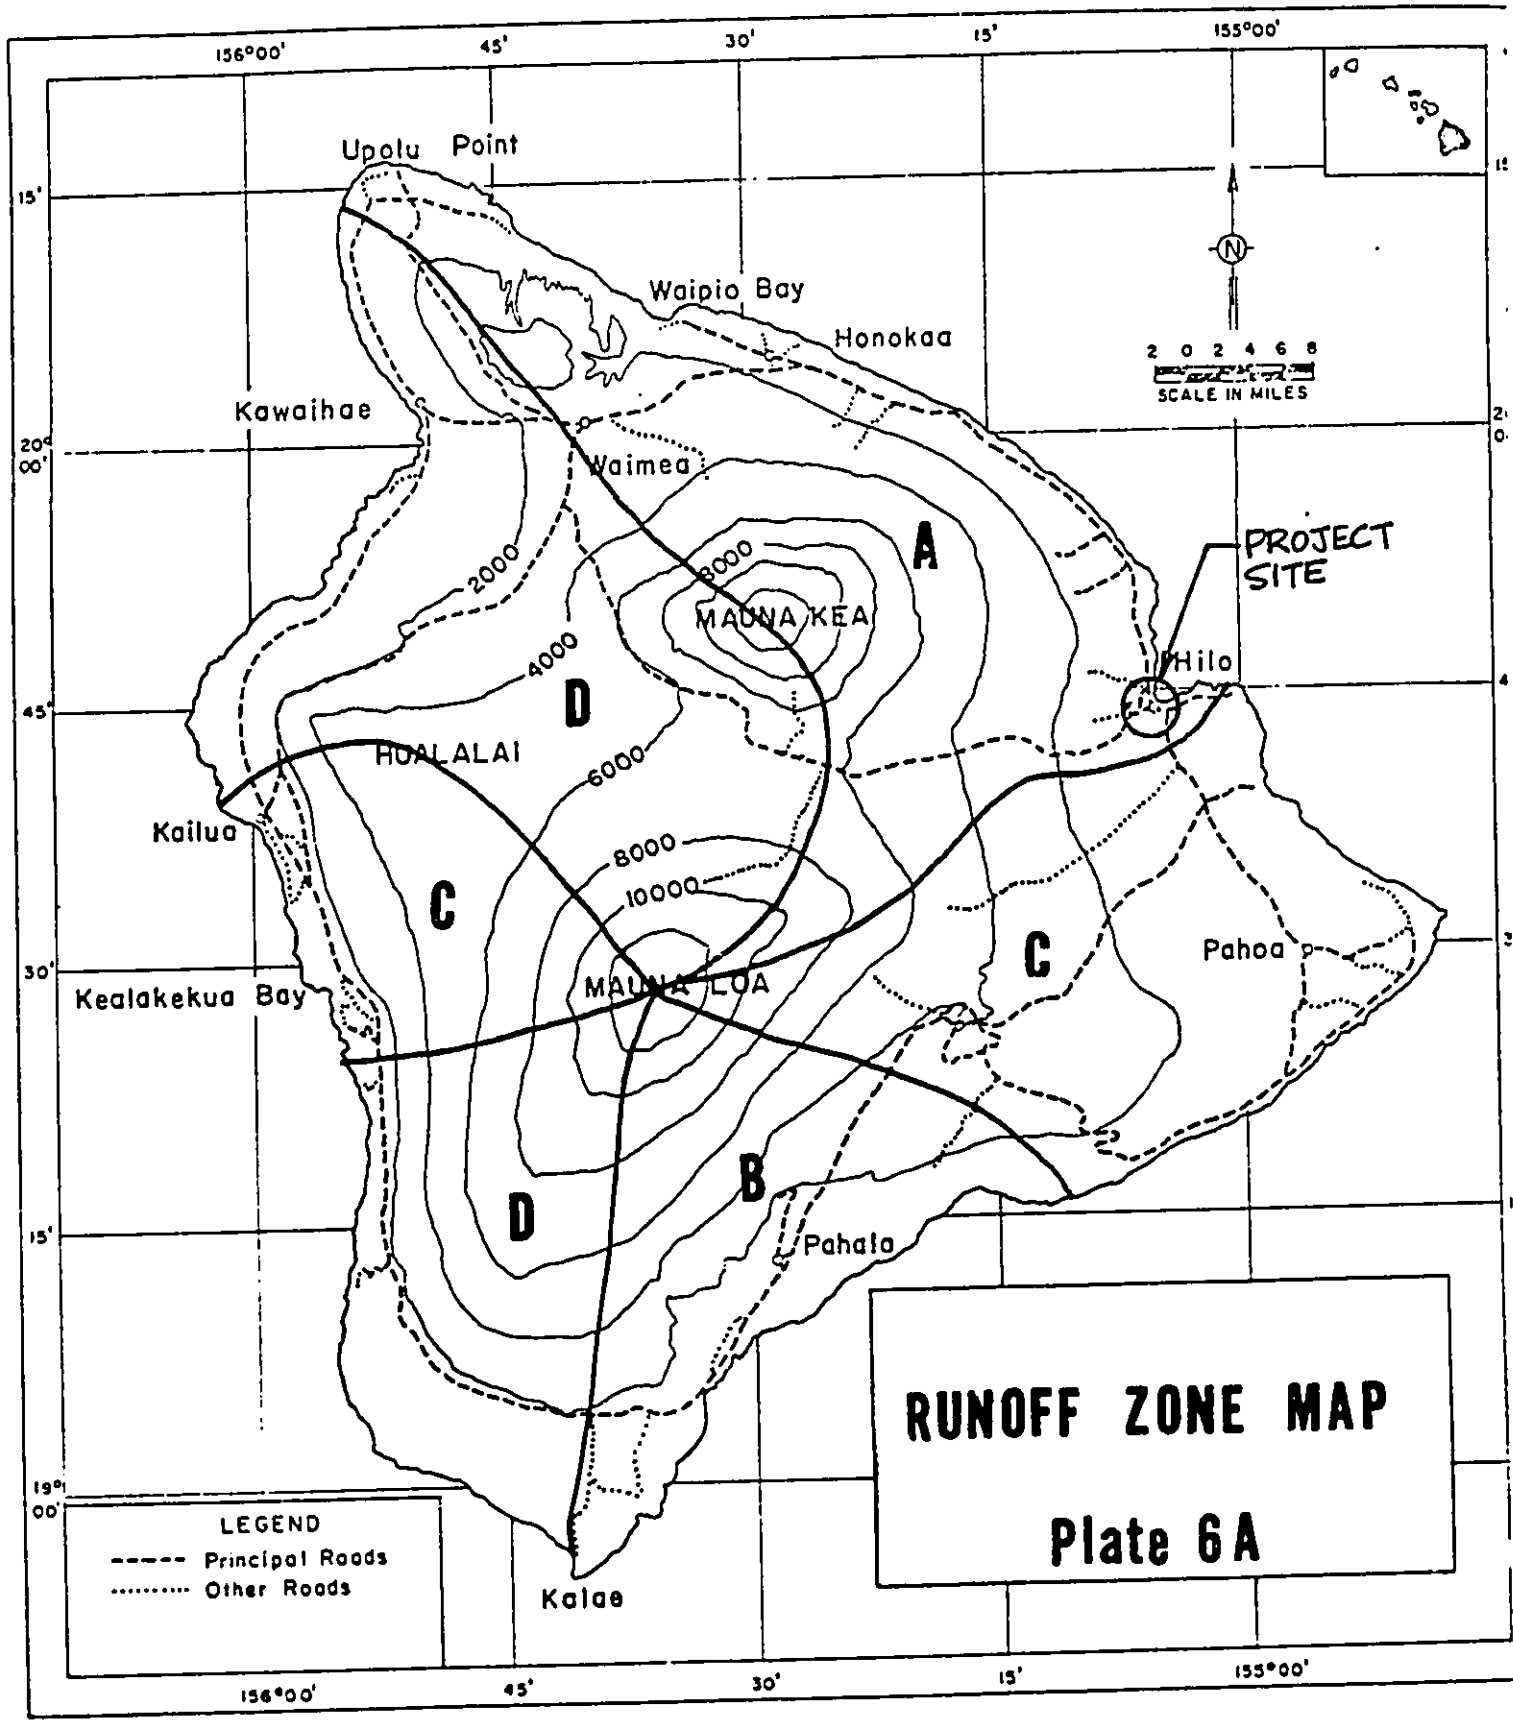 156°00'
45'
30'
15'
155°00'
Upolu Point
15'
Waipio Bay
N
Honokaa
2 0 2 4 6 8
SCALE IN MILES
Kawaihae
20°
00'
Waimea
A
PROJECT
SITE
2000
8000
MAUNA KEA
4000
Hilo
D
45'
HUALALAI
6000
Kailua
8000
10000
C
C
Pahoa
30'
Kealakekua Bay
MAUNA LOA
B
D
15'
Pahala
RUNOFF ZONE MAP
Plate 6A
19°
00'
LEGEND
Principal Roads
Other Roads
Kalae
156°00'
45'
30'
15'
155°00'